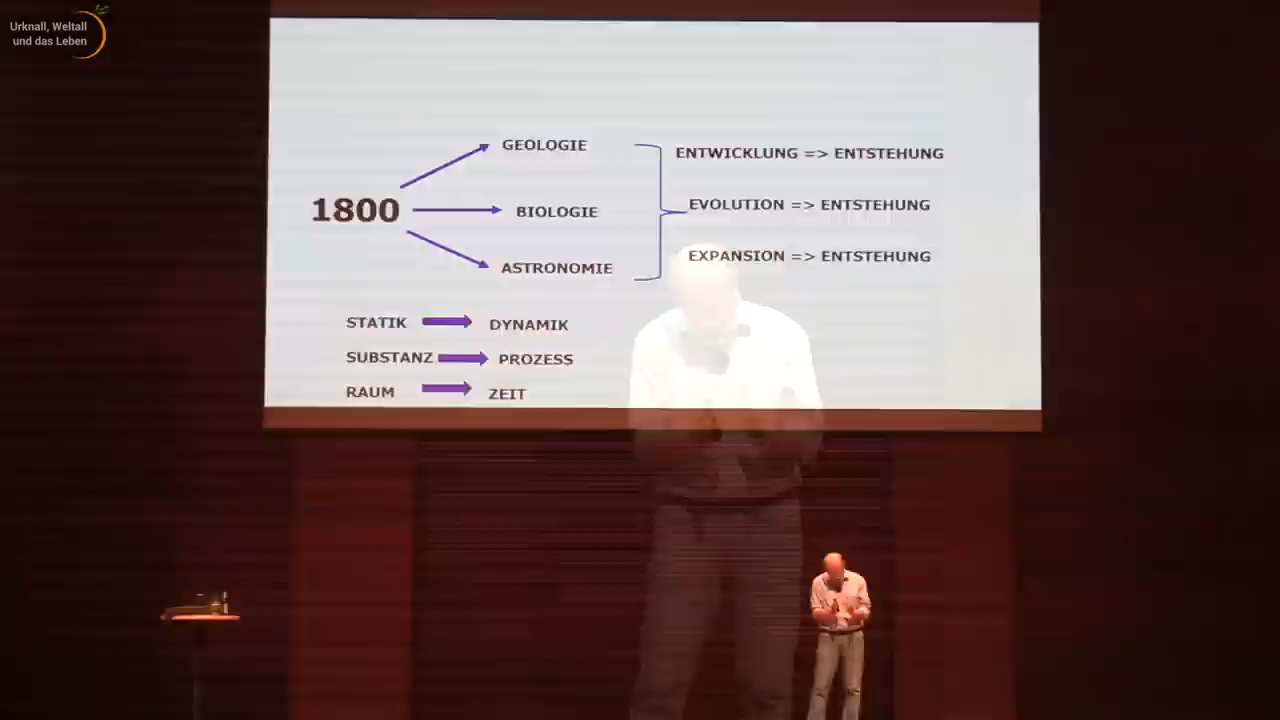 Urknall, Weltall
und das Leben
GEOLOGIE
ENTWICKLUNG => ENTSTEHUNG
1800
BIOLOGIE
EVOLUTION => ENTSTEHUNG
ASTRONOMIE
EXPANSION => ENTSTEHUNG
STATIK
DYNAMIK
SUBSTANZ
PROZESS
RAUM
ZEIT